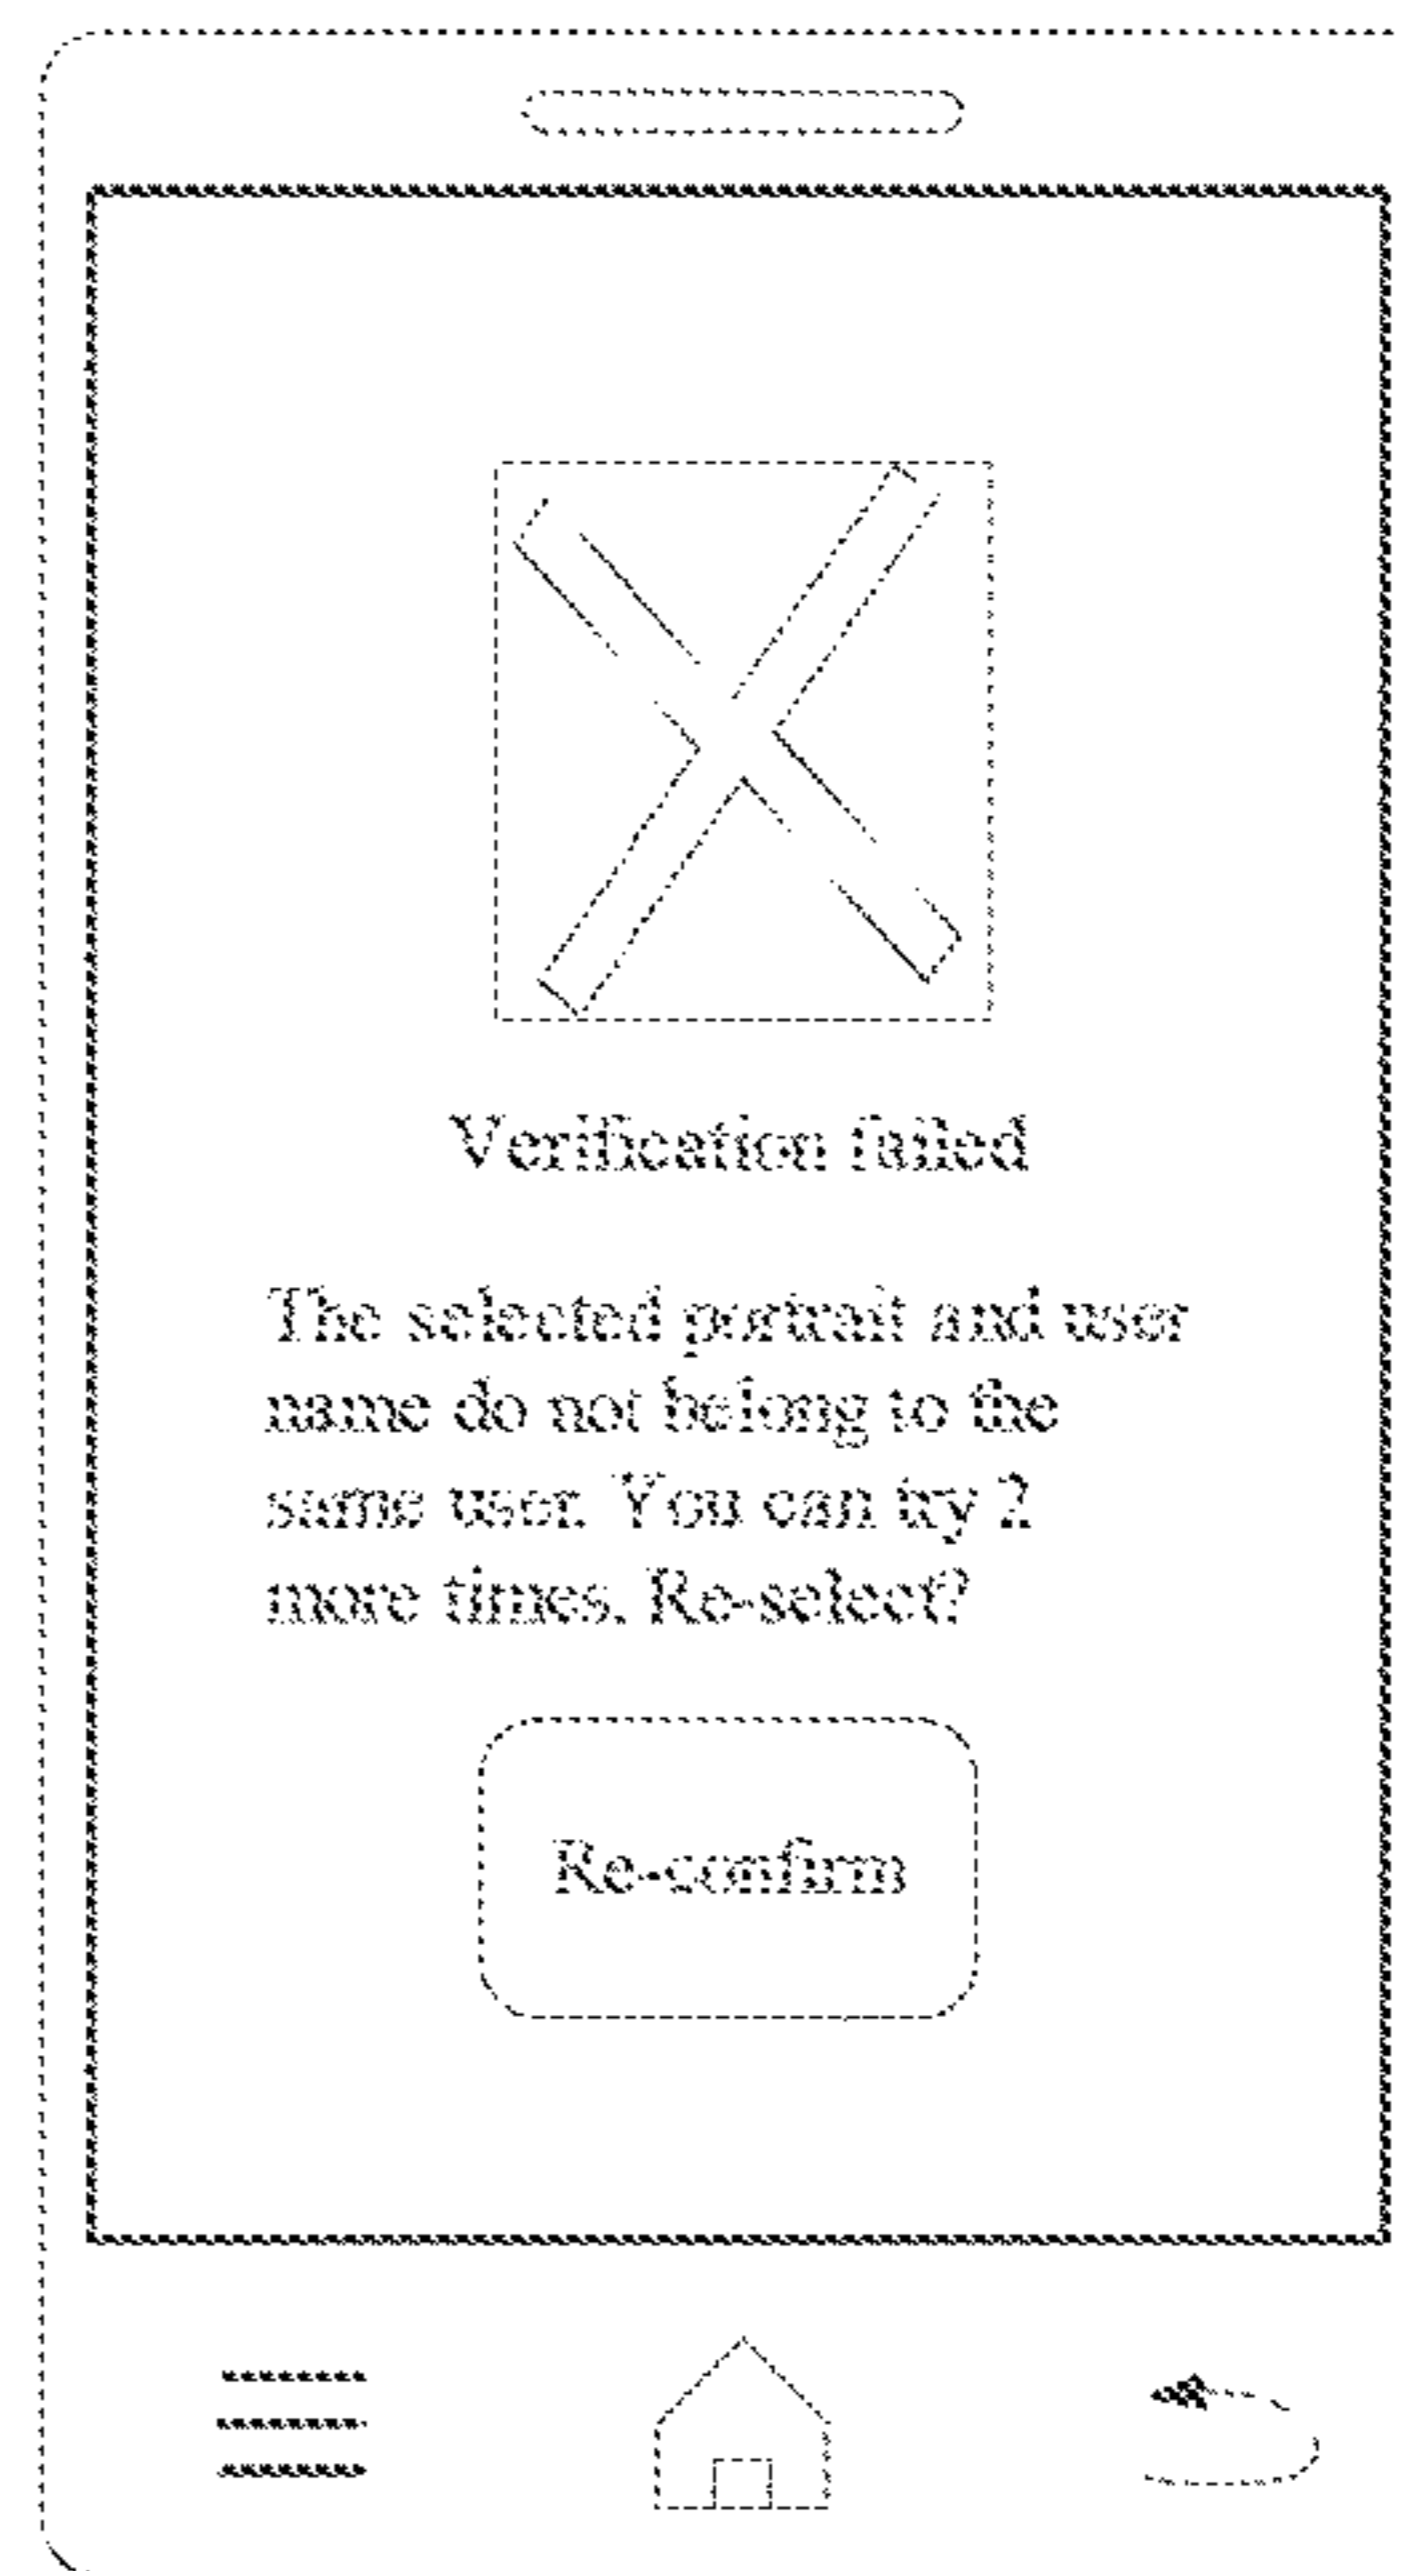 Verification failed
The selected portrait and user
name do not belong to the
same user. You can try 2
more times. Re-select?
Re-confirm